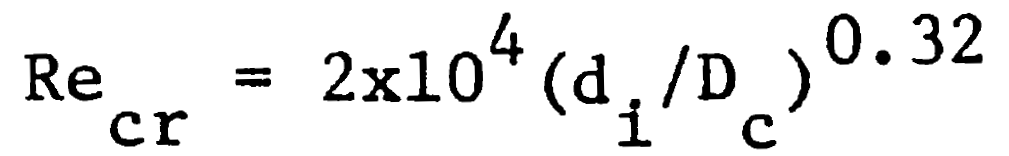 Re_cr = 2x10^4(d_i/D_c)^0.32